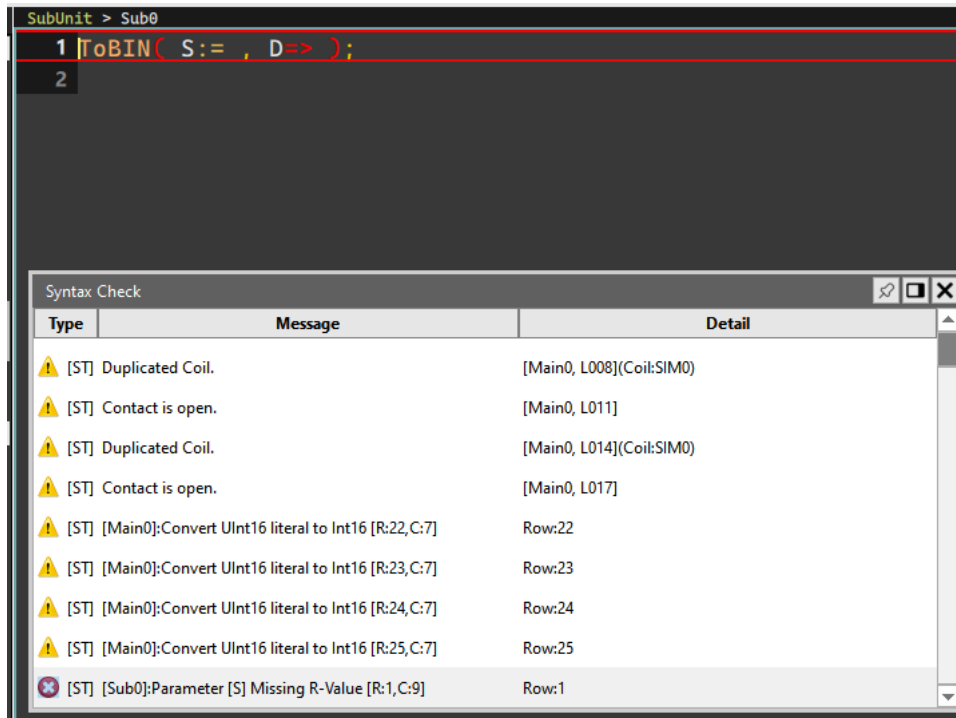 SubUnit > Sub0
1 ToBIN( S:= , D=> );
2
Syntax Check
Type Message Detail
[ST] Duplicated Coil. [Main0, L008](Coil:SIM0)
[ST] Contact is open. [Main0, L011]
[ST] Duplicated Coil. [Main0, L014](Coil:SIM0)
[ST] Contact is open. [Main0, L017]
[ST] [Main0]:Convert UInt16 literal to Int16 [R:22,C:7] Row:22
[ST] [Main0]:Convert UInt16 literal to Int16 [R:23,C:7] Row:23
[ST] [Main0]:Convert UInt16 literal to Int16 [R:24,C:7] Row:24
[ST] [Main0]:Convert UInt16 literal to Int16 [R:25,C:7] Row:25
[ST] [Sub0]:Parameter [S] Missing R-Value [R:1,C:9] Row:1